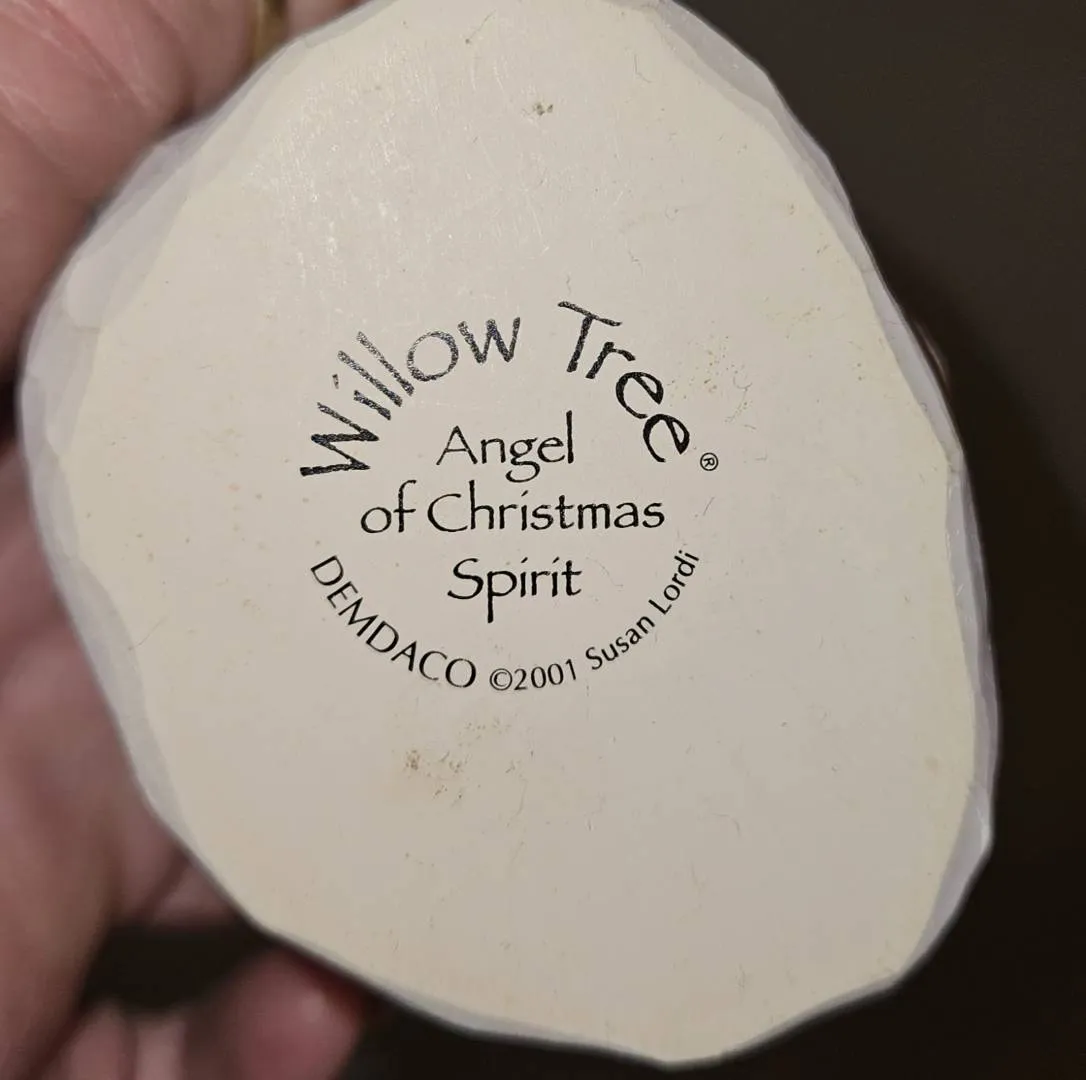 Willow Tree®
Angel
of Christmas
Spirit
DEMDACO ©2001 Susan Lordi